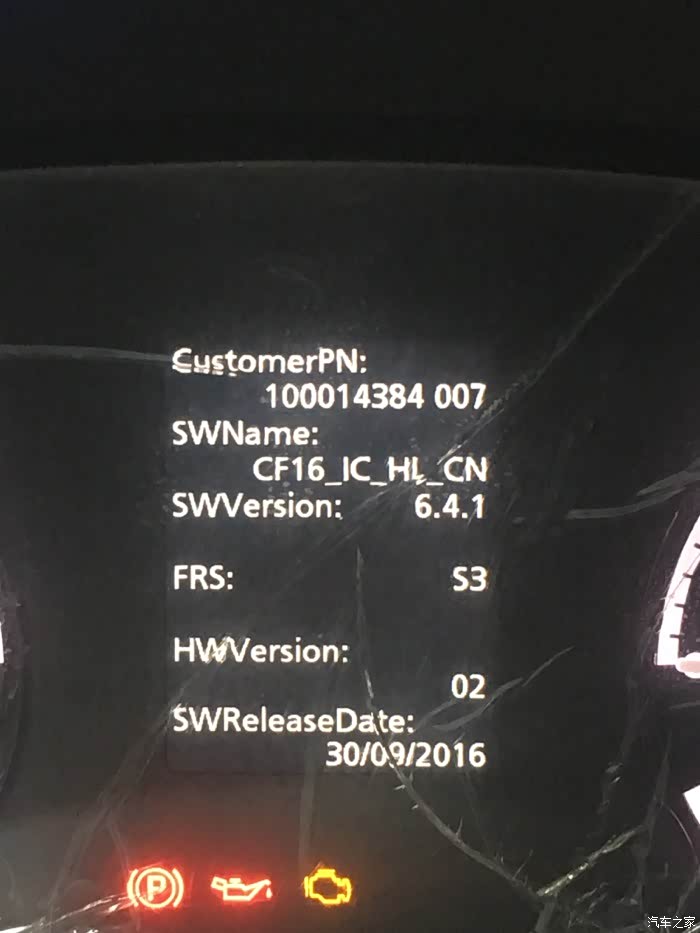 CustomerPN:
100014384 007
SWName:
CF16_IC_HL_CN
SWVersion: 6.4.1
FRS: S3
HWVersion:
02
SWReleaseDate:
30/09/2016
P
汽车之家